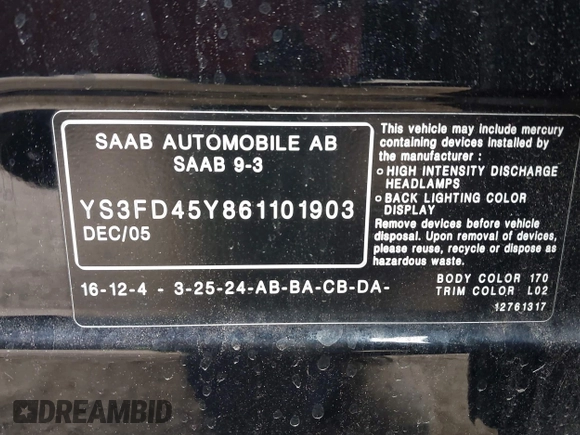 SAAB AUTOMOBILE AB
SAAB 9-3
YS3FD45Y861101903
DEC/05
16-12-4 - 3-25-24-AB-BA-CB-DA-
This vehicle may include mercury
containing devices installed by
the manufacturer :
o HIGH INTENSITY DISCHARGE
HEADLAMPS
o BACK LIGHTING COLOR
DISPLAY
Remove devices before vehicle
disposal. Upon removal of devices,
please reuse, recycle or dispose as
hazardous waste.
BODY COLOR 170
TRIM COLOR L02
12761317
DREAMBID